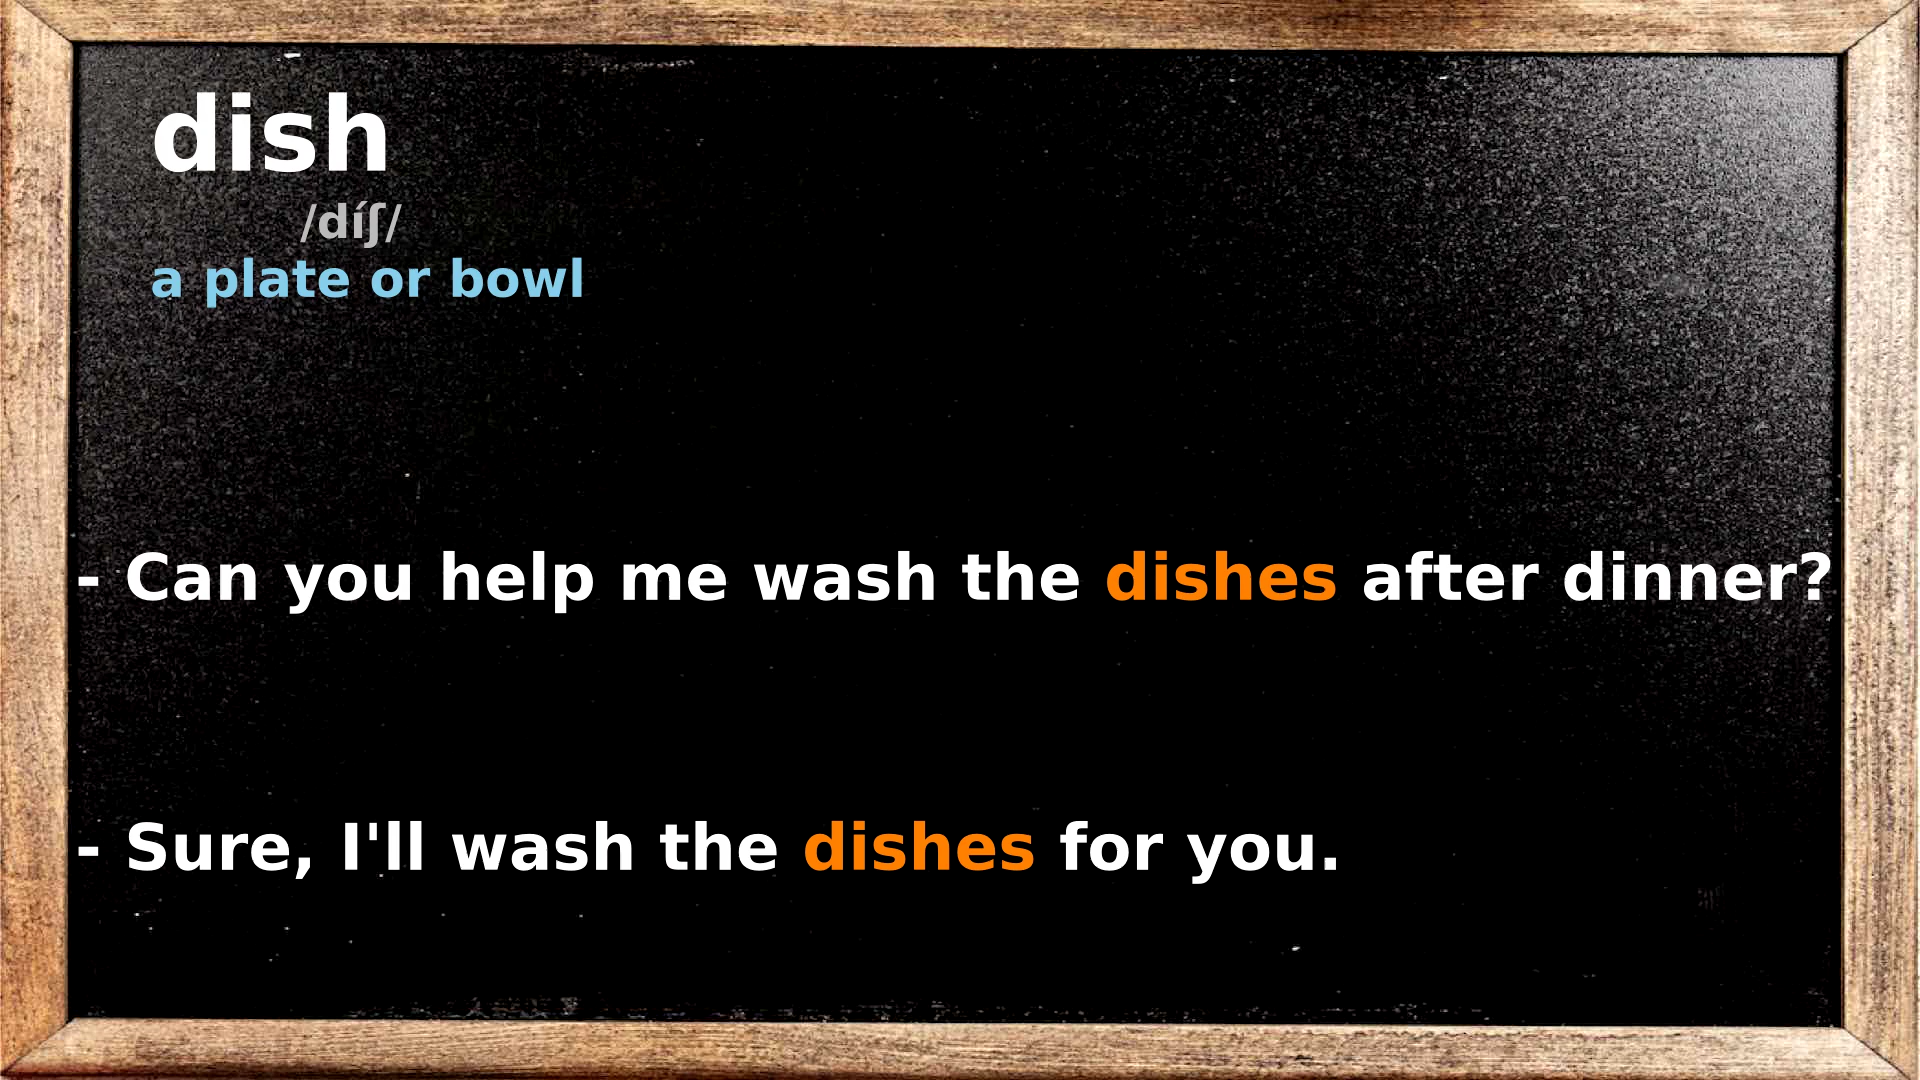 dish
/díʃ/
a plate or bowl
- Can you help me wash the dishes after dinner?
- Sure, I'll wash the dishes for you.